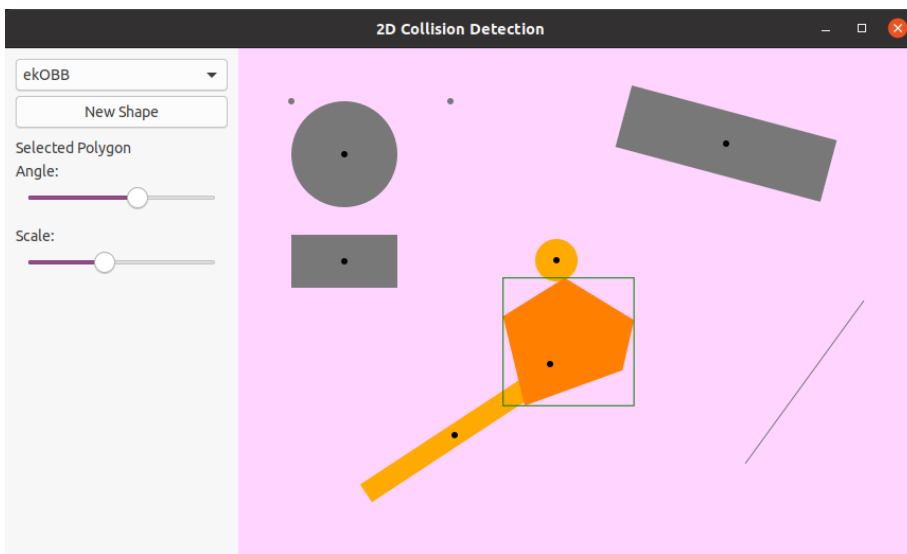 2D Collision Detection
ekOBB
New Shape
Selected Polygon
Angle:
Scale: